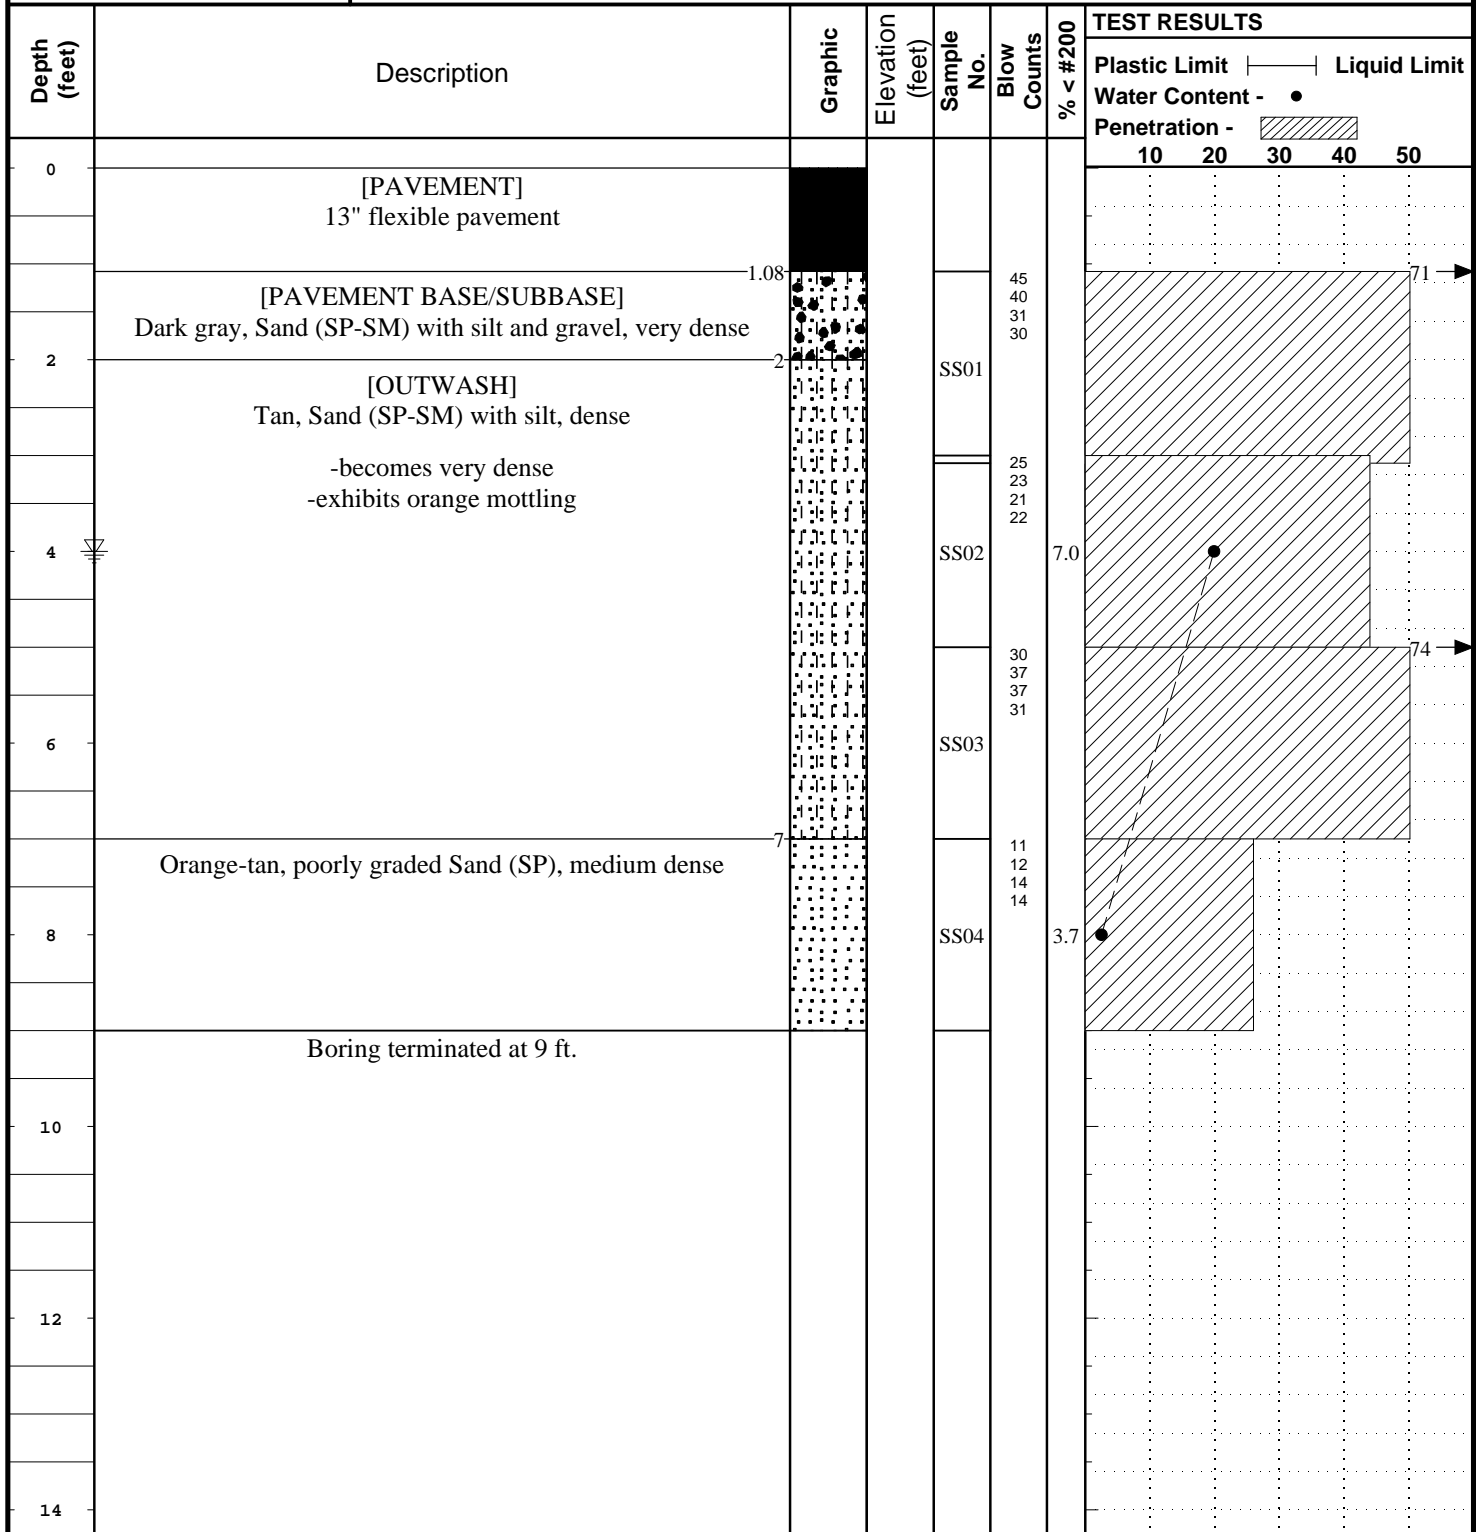 Depth
(feet)
Description
Graphic
Elevation
(feet)
Sample
No.
Blow
Counts
% < #200
TEST RESULTS
Plastic Limit Liquid Limit
Water Content -
Penetration -
10 20 30 40 50
0
[PAVEMENT]
13" flexible pavement
1.08
[PAVEMENT BASE/SUBBASE]
Dark gray, Sand (SP-SM) with silt and gravel, very dense
45
40
31
30
71
2
2
[OUTWASH]
Tan, Sand (SP-SM) with silt, dense
SS01
-becomes very dense
-exhibits orange mottling
25
23
21
22
4
SS02
7.0
30
37
37
31
74
6
SS03
7
Orange-tan, poorly graded Sand (SP), medium dense
11
12
14
14
8
SS04
3.7
Boring terminated at 9 ft.
10
12
14